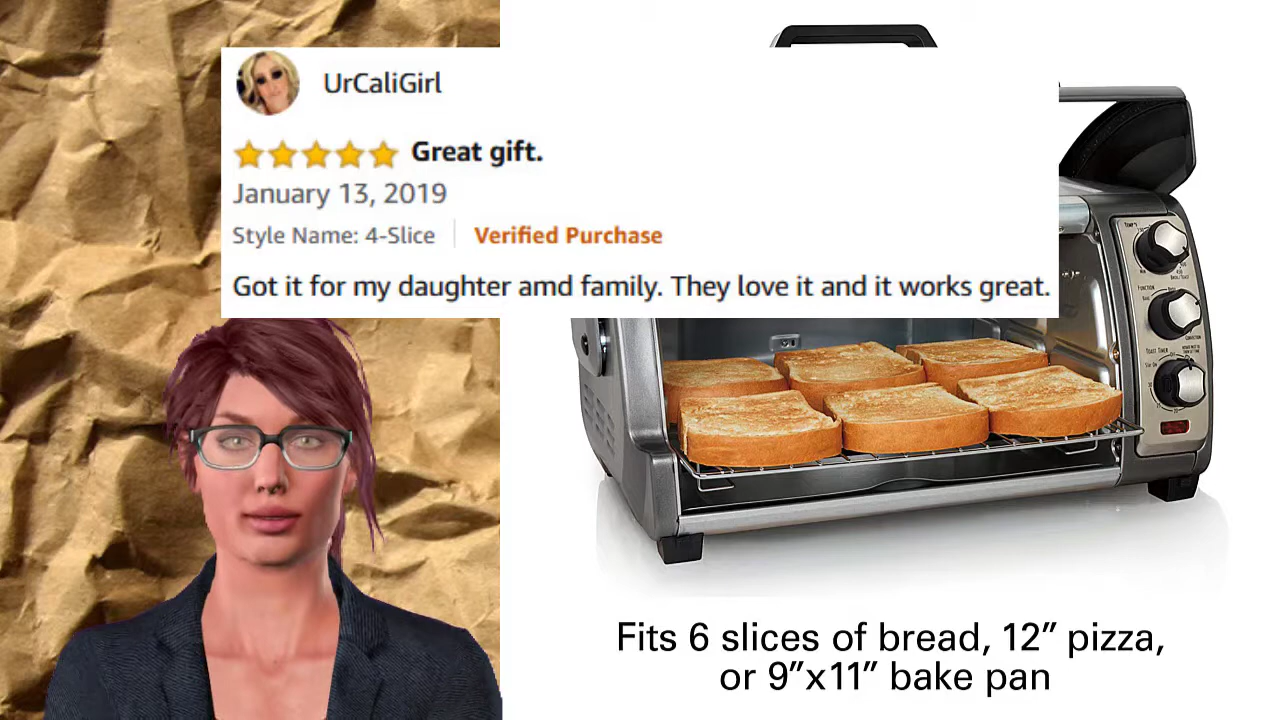 UrCaliGirl
Great gift.
January 13, 2019
Style Name: 4-Slice
Verified Purchase
Got it for my daughter amd family. They love it and it works great.
Fits 6 slices of bread, 12” pizza,
or 9”x11” bake pan